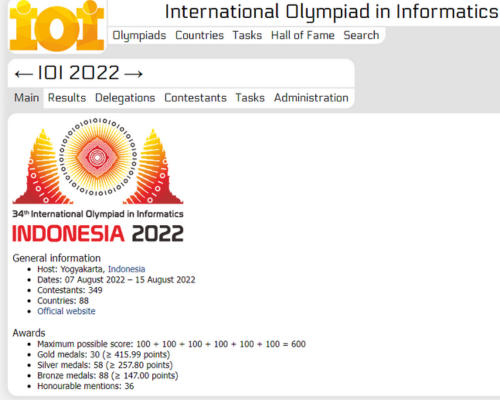 IOI
International Olympiad in Informatics
Olympiads Countries Tasks Hall of Fame Search
← IOI 2022 →
Main Results Delegations Contestants Tasks Administration
34th International Olympiad in Informatics
INDONESIA 2022
General information
• Host: Yogyakarta, Indonesia
• Dates: 07 August 2022 – 15 August 2022
• Contestants: 349
• Countries: 88
• Official website
Awards
• Maximum possible score: 100 + 100 + 100 + 100 + 100 + 100 = 600
• Gold medals: 30 (≥ 415.99 points)
• Silver medals: 58 (≥ 257.80 points)
• Bronze medals: 88 (≥ 147.00 points)
• Honourable mentions: 36